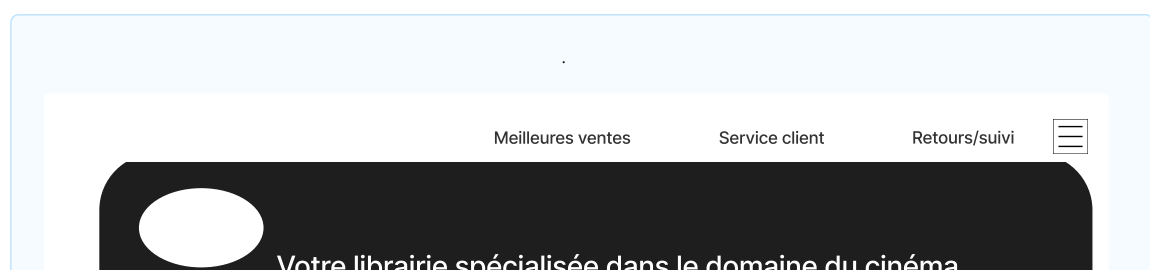 Meilleures ventes Service client Retours/suivi
Votre librairie spécialisée dans le domaine du cinéma